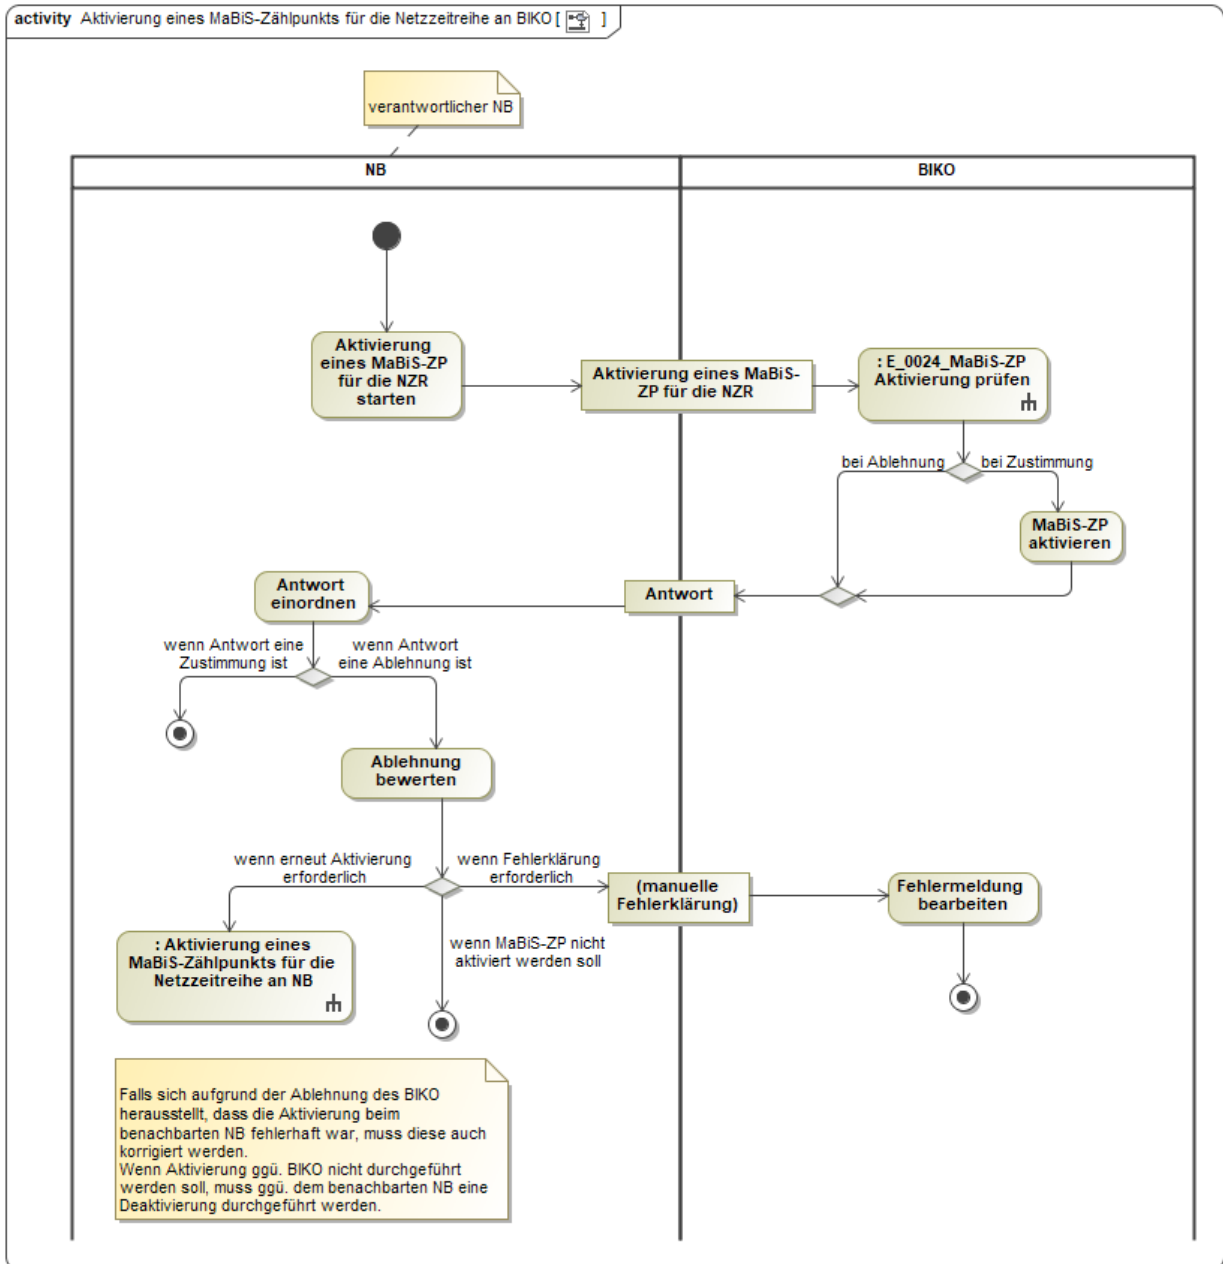 activity Aktivierung eines MaBiS-Zählpunkts für die Netzzeitreihe an BIKO [ ]
verantwortlicher NB
NB
BIKO
Aktivierung
eines MaBiS-ZP
für die NZR
starten
Aktivierung eines MaBiS-
ZP für die NZR
: E_0024_MaBiS-ZP
Aktivierung prüfen
bei Ablehnung
bei Zustimmung
MaBiS-ZP
aktivieren
Antwort
einordnen
Antwort
wenn Antwort eine
Zustimmung ist
wenn Antwort
eine Ablehnung ist
Ablehnung
bewerten
wenn erneut Aktivierung
erforderlich
wenn Fehlerklärung
erforderlich
(manuelle
Fehlerklärung)
Fehlermeldung
bearbeiten
: Aktivierung eines
MaBiS-Zählpunkts für die
Netzzeitreihe an NB
wenn MaBiS-ZP nicht
aktiviert werden soll
Falls sich aufgrund der Ablehnung des BIKO
herausstellt, dass die Aktivierung beim
benachbarten NB fehlerhaft war, muss diese auch
korrigiert werden.
Wenn Aktivierung ggü. BIKO nicht durchgeführt
werden soll, muss ggü. dem benachbarten NB eine
Deaktivierung durchgeführt werden.